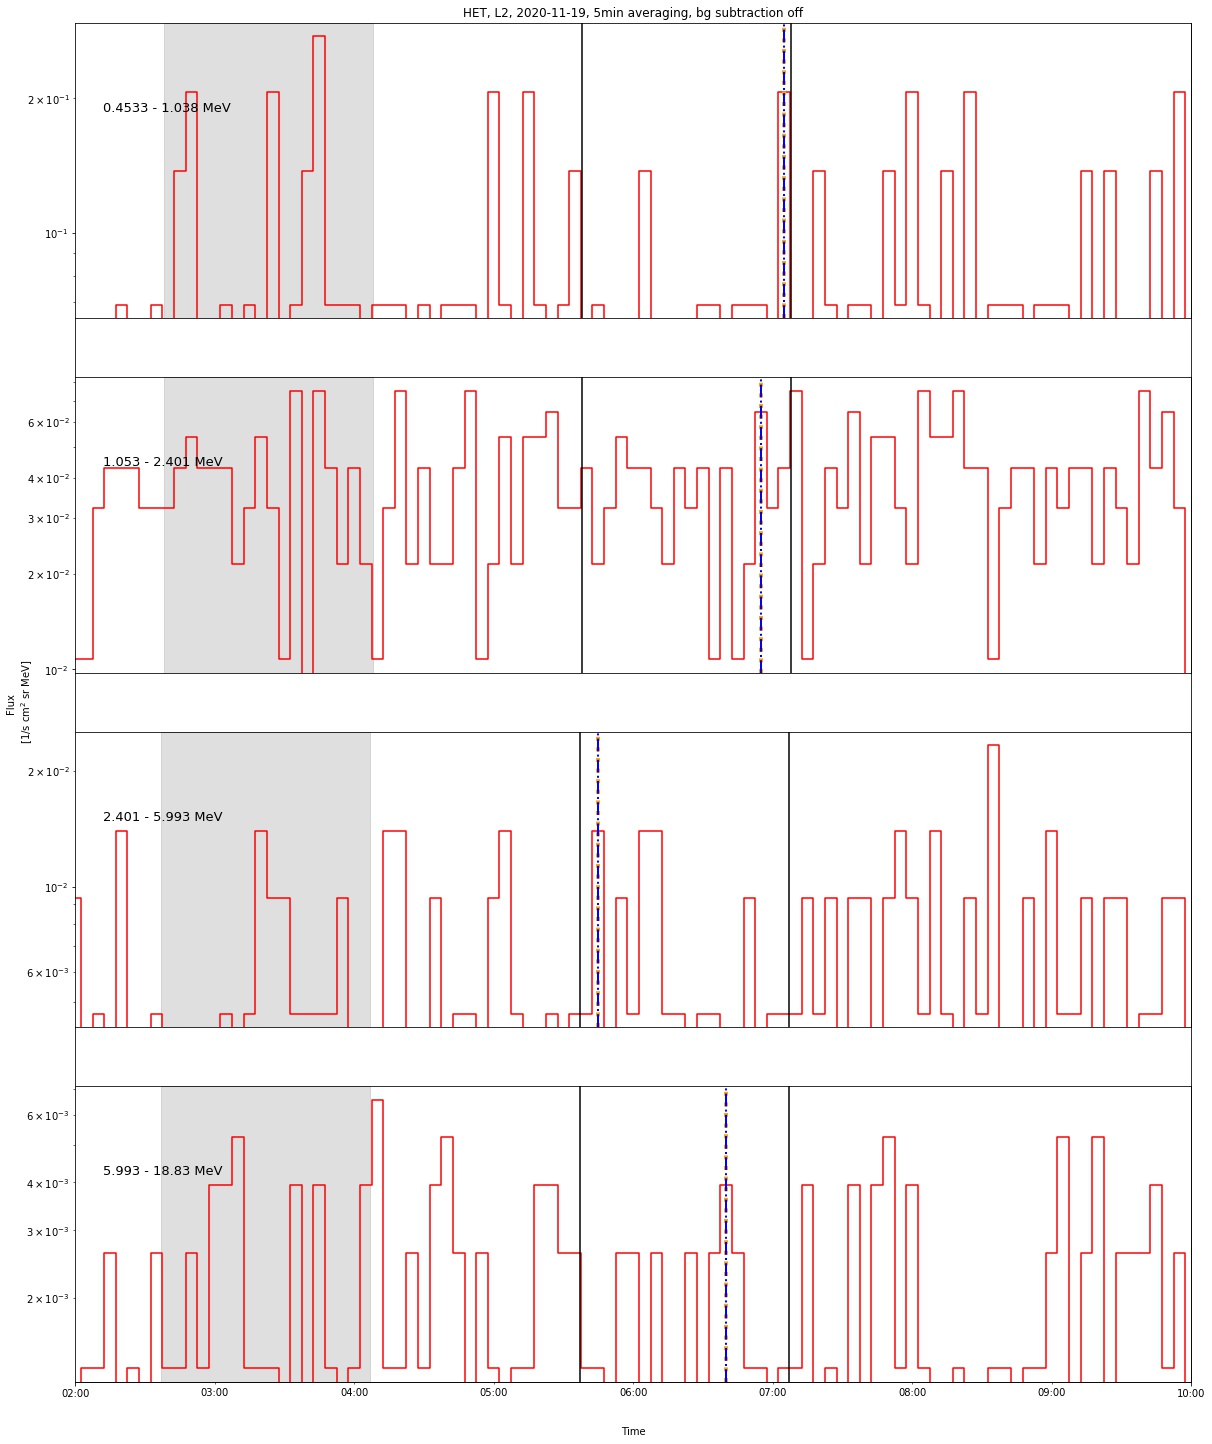 HET, L2, 2020-11-19, 5min averaging, bg subtraction off
2 × 10⁻¹
0.4533 - 1.038 MeV
10⁻¹
6 × 10⁻²
1.053 - 2.401 MeV
4 × 10⁻²
3 × 10⁻²
2 × 10⁻²
10⁻²
Flux
[1/s cm² sr MeV]
2 × 10⁻²
2.401 - 5.993 MeV
10⁻²
6 × 10⁻³
6 × 10⁻³
5.993 - 18.83 MeV
4 × 10⁻³
3 × 10⁻³
2 × 10⁻³
02:00 03:00 04:00 05:00 06:00 07:00 08:00 09:00 10:00
Time